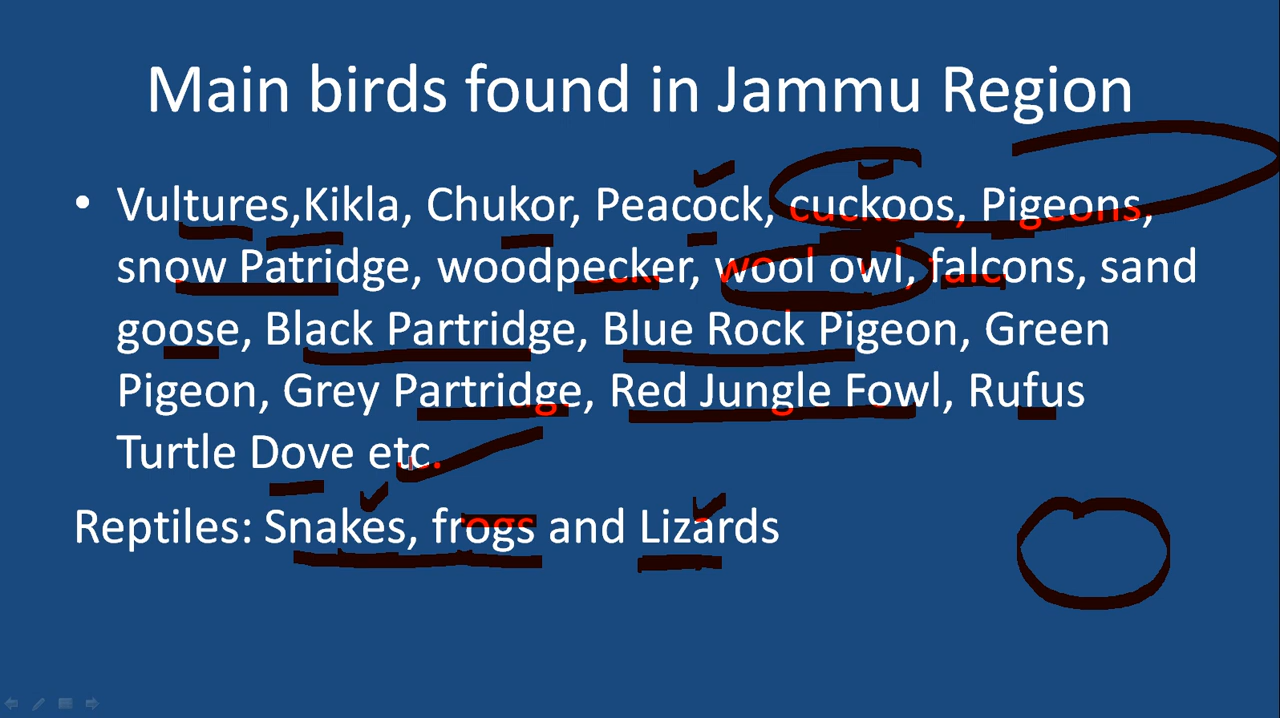 Main birds found in Jammu Region
• Vultures,Kikla, Chukor, Peacock, cuckoos, Pigeons,
snow Patridge, woodpecker, wool owl, falcons, sand
goose, Black Partridge, Blue Rock Pigeon, Green
Pigeon, Grey Partridge, Red Jungle Fowl, Rufus
Turtle Dove etc.
Reptiles: Snakes, frogs and Lizards